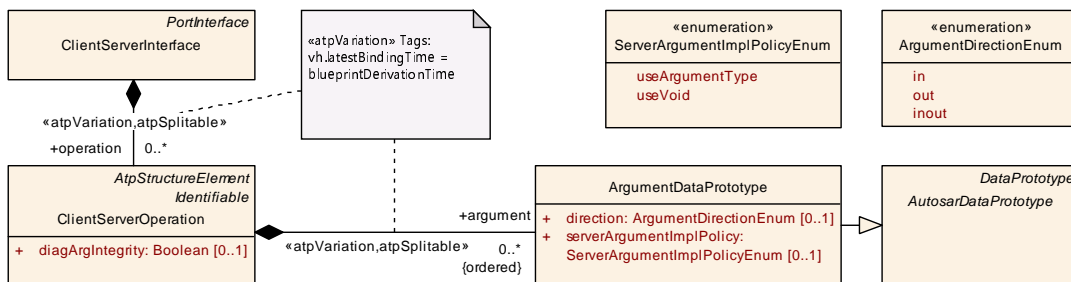 PortInterface
ClientServerInterface
«atpVariation» Tags:
vh.latestBindingTime =
blueprintDerivationTime
«enumeration»
ServerArgumentImplPolicyEnum
useArgumentType
useVoid
«enumeration»
ArgumentDirectionEnum
in
out
inout
«atpVariation,atpSplitable»
+operation 0..*
AtpStructureElement
Identifiable
ClientServerOperation
+ diagArgIntegrity: Boolean [0..1]
+argument
«atpVariation,atpSplitable»
0..*
{ordered}
ArgumentDataPrototype
+ direction: ArgumentDirectionEnum [0..1]
+ serverArgumentImplPolicy:
ServerArgumentImplPolicyEnum [0..1]
DataPrototype
AutosarDataPrototype